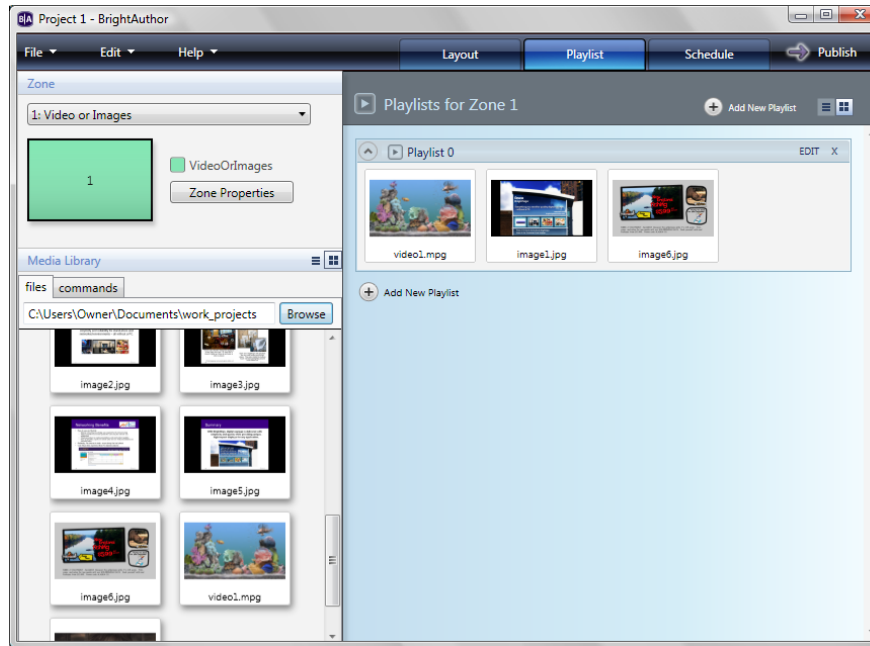 B|A Project 1 - BrightAuthor
File Edit Help Layout Playlist Schedule Publish
Zone
1: Video or Images
1
VideoOrImages
Zone Properties
Media Library
files commands
C:\Users\Owner\Documents\work_projects Browse
image2.jpg image3.jpg
Networking Benefits Summary
image4.jpg image5.jpg
image6.jpg video1.mpg
Playlists for Zone 1 Add New Playlist
Playlist 0 EDIT X
video1.mpg image1.jpg image6.jpg
Add New Playlist